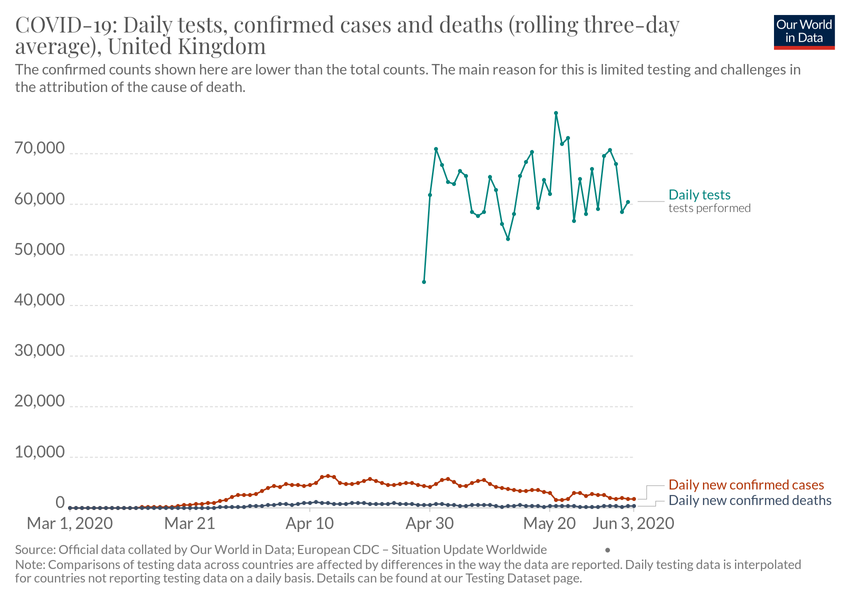 COVID-19: Daily tests, confirmed cases and deaths (rolling three-day
average), United Kingdom
Our World
in Data
The confirmed counts shown here are lower than the total counts. The main reason for this is limited testing and challenges in
the attribution of the cause of death.
70,000
60,000
50,000
40,000
30,000
20,000
10,000
0
Daily tests
tests performed
Daily new confirmed cases
Daily new confirmed deaths
Mar 1, 2020
Mar 21
Apr 10
Apr 30
May 20
Jun 3, 2020
Source: Official data collated by Our World in Data; European CDC – Situation Update Worldwide
Note: Comparisons of testing data across countries are affected by differences in the way the data are reported. Daily testing data is interpolated
for countries not reporting testing data on a daily basis. Details can be found at our Testing Dataset page.